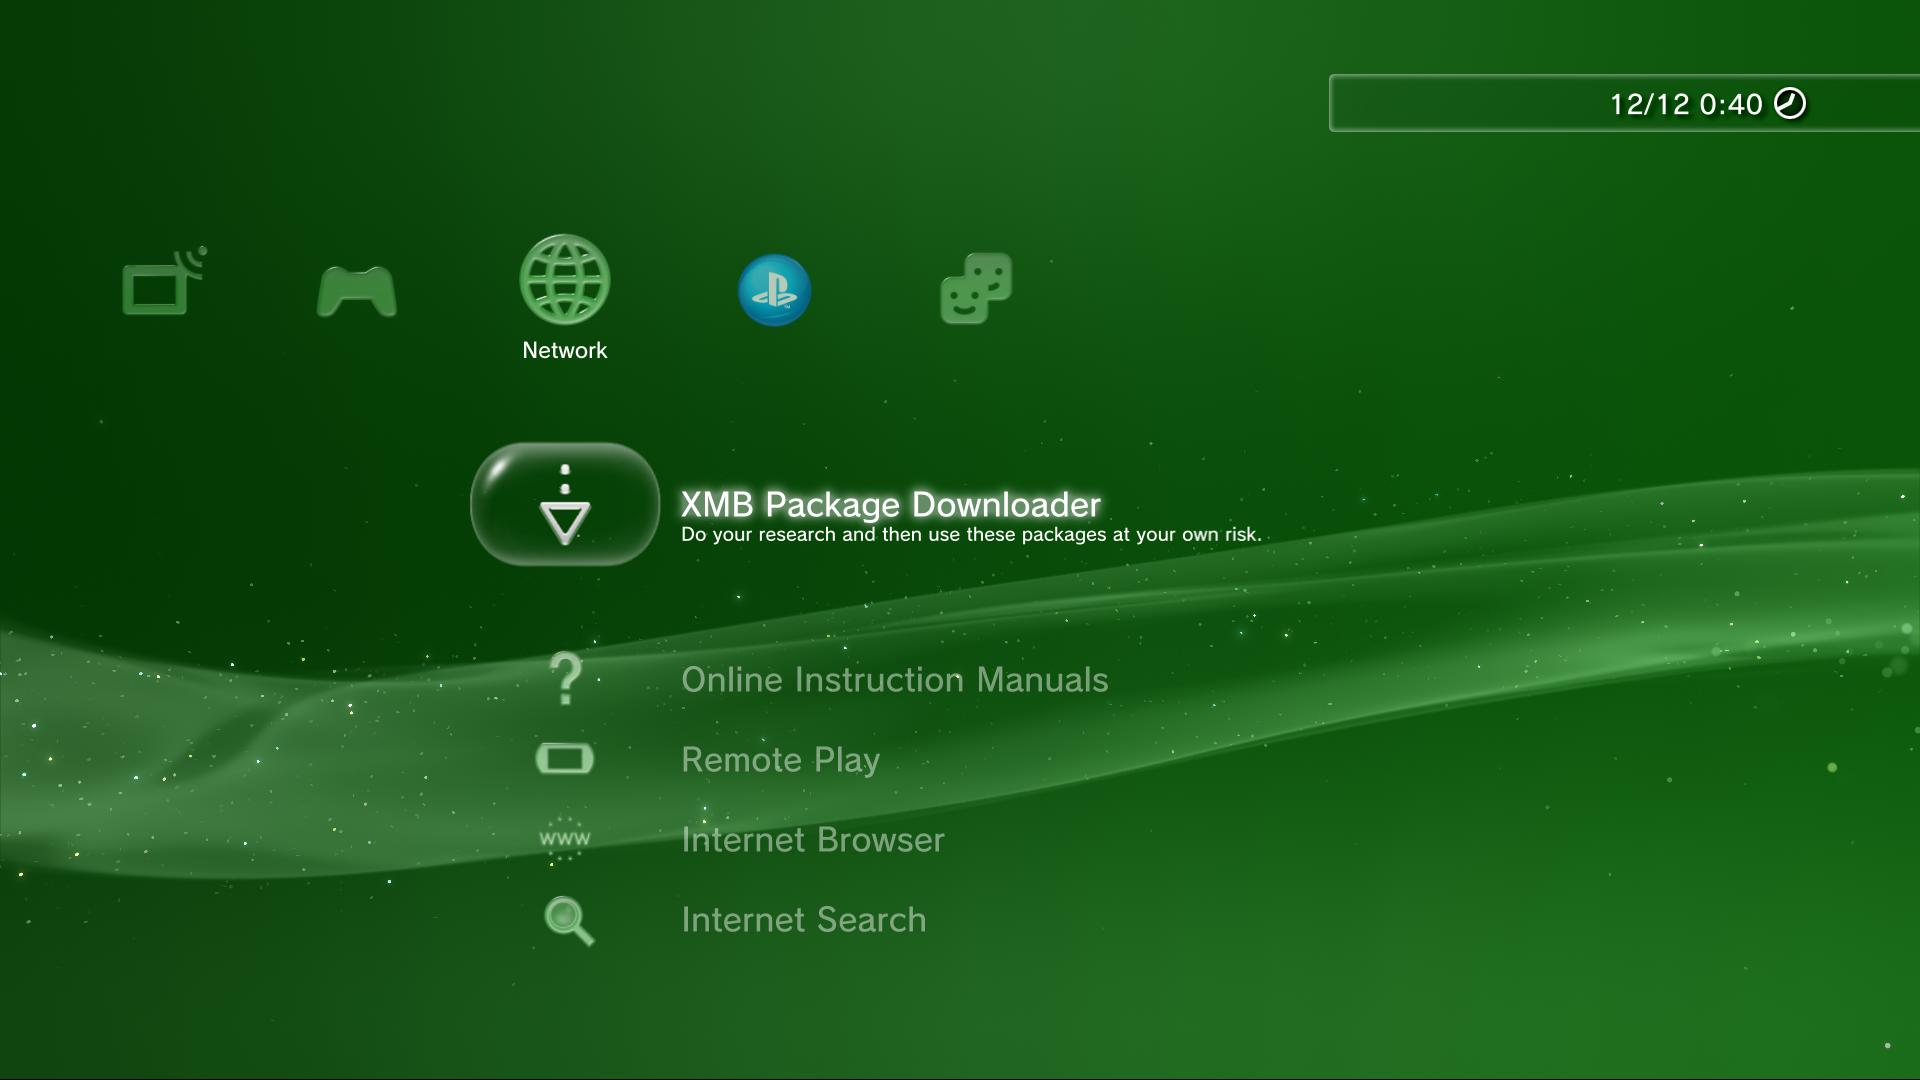 12/12 0:40
Network
XMB Package Downloader
Do your research and then use these packages at your own risk.
Online Instruction Manuals
Remote Play
www
Internet Browser
Internet Search